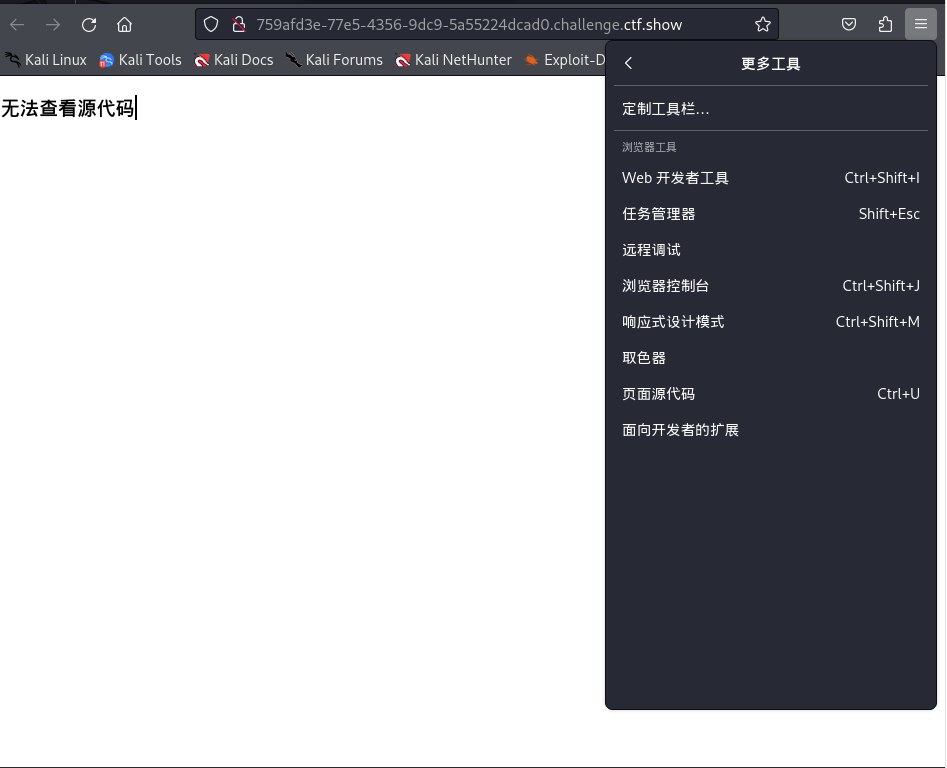 759afd3e-77e5-4356-9dc9-5a55224dcad0.challenge.ctf.show
Kali Linux Kali Tools Kali Docs Kali Forums Kali NetHunter Exploit-D
无法查看源代码
更多工具
定制工具栏…
浏览器工具
Web 开发者工具 Ctrl+Shift+I
任务管理器 Shift+Esc
远程调试
浏览器控制台 Ctrl+Shift+J
响应式设计模式 Ctrl+Shift+M
取色器
页面源代码 Ctrl+U
面向开发者的扩展